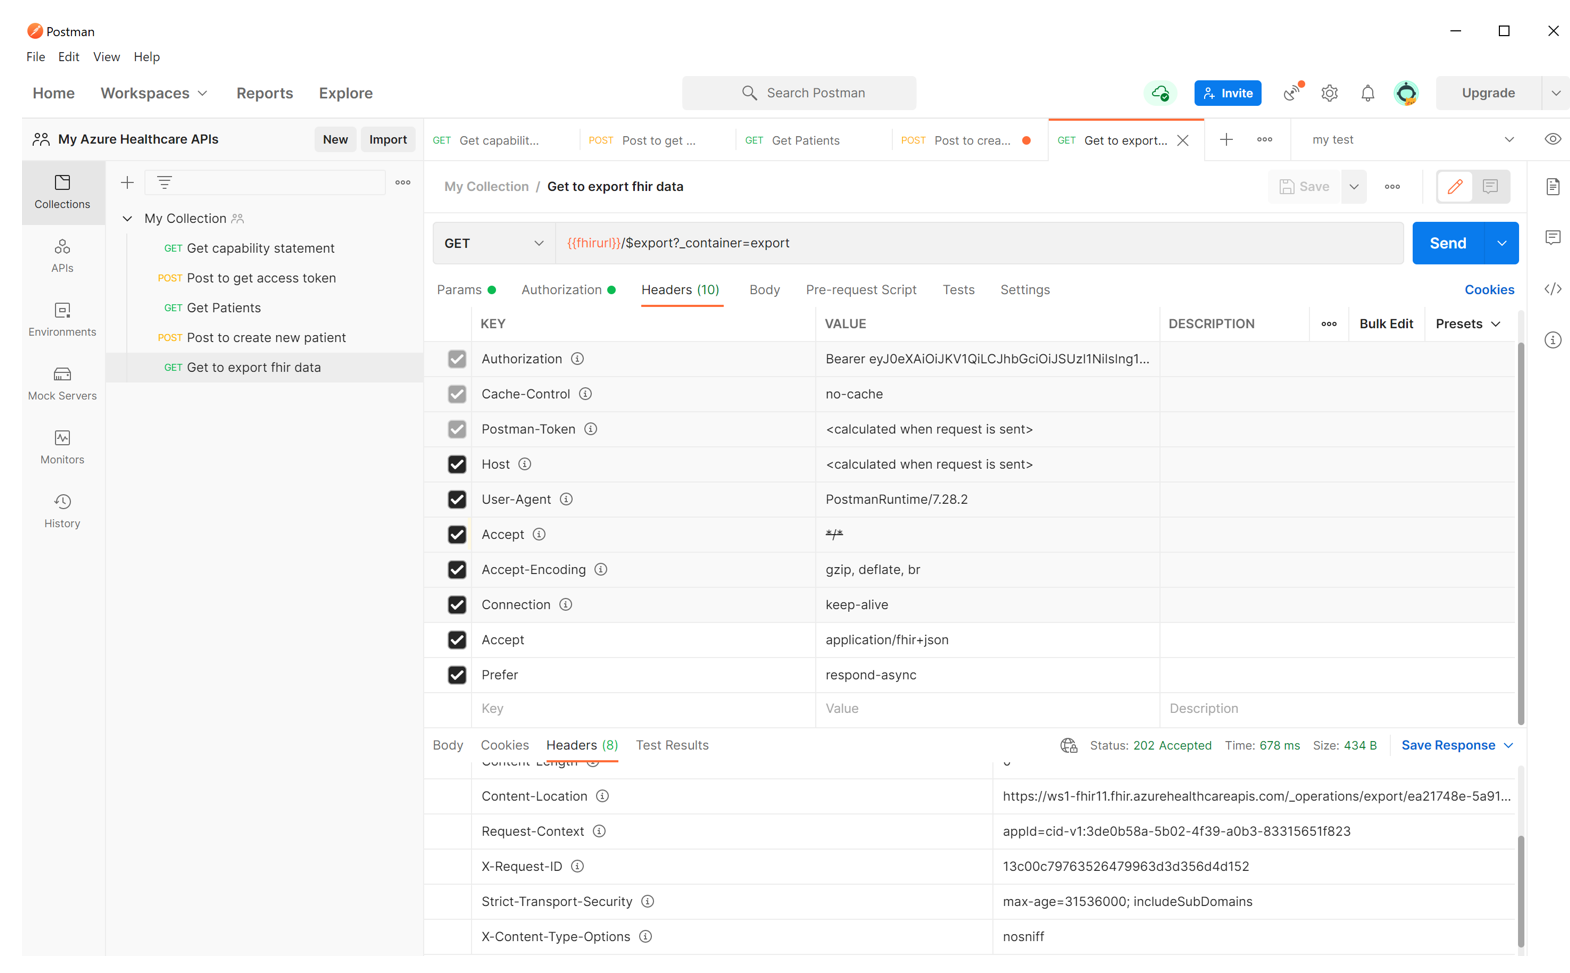 Postman
File Edit View Help
Home Workspaces Reports Explore Search Postman Invite Upgrade
My Azure Healthcare APIs New Import GET Get capabilit... POST Post to get ... GET Get Patients POST Post to crea... GET Get to export... my test
Collections
APIs
Environments
Mock Servers
Monitors
History
My Collection
GET Get capability statement
POST Post to get access token
GET Get Patients
POST Post to create new patient
GET Get to export fhir data
My Collection / Get to export fhir data Save
GET {{fhirurl}}/$export?_container=export Send
Params Authorization Headers (10) Body Pre-request Script Tests Settings Cookies
KEY VALUE DESCRIPTION Bulk Edit Presets
Authorization Bearer eyJ0eXAiOiJKV1QiLCJhbGciOiJSUzI1NiIsIng1...
Cache-Control no-cache
Postman-Token <calculated when request is sent>
Host <calculated when request is sent>
User-Agent PostmanRuntime/7.28.2
Accept */*
Accept-Encoding gzip, deflate, br
Connection keep-alive
Accept application/fhir+json
Prefer respond-async
Key Value Description
Body Cookies Headers (8) Test Results Status: 202 Accepted Time: 678 ms Size: 434 B Save Response
Content-Length 0
Content-Location https://ws1-fhir11.fhir.azurehealthcareapis.com/_operations/export/ea21748e-5a91...
Request-Context appId=cid-v1:3de0b58a-5b02-4f39-a0b3-83315651f823
X-Request-ID 13c00c79763526479963d3d356d4d152
Strict-Transport-Security max-age=31536000; includeSubDomains
X-Content-Type-Options nosniff